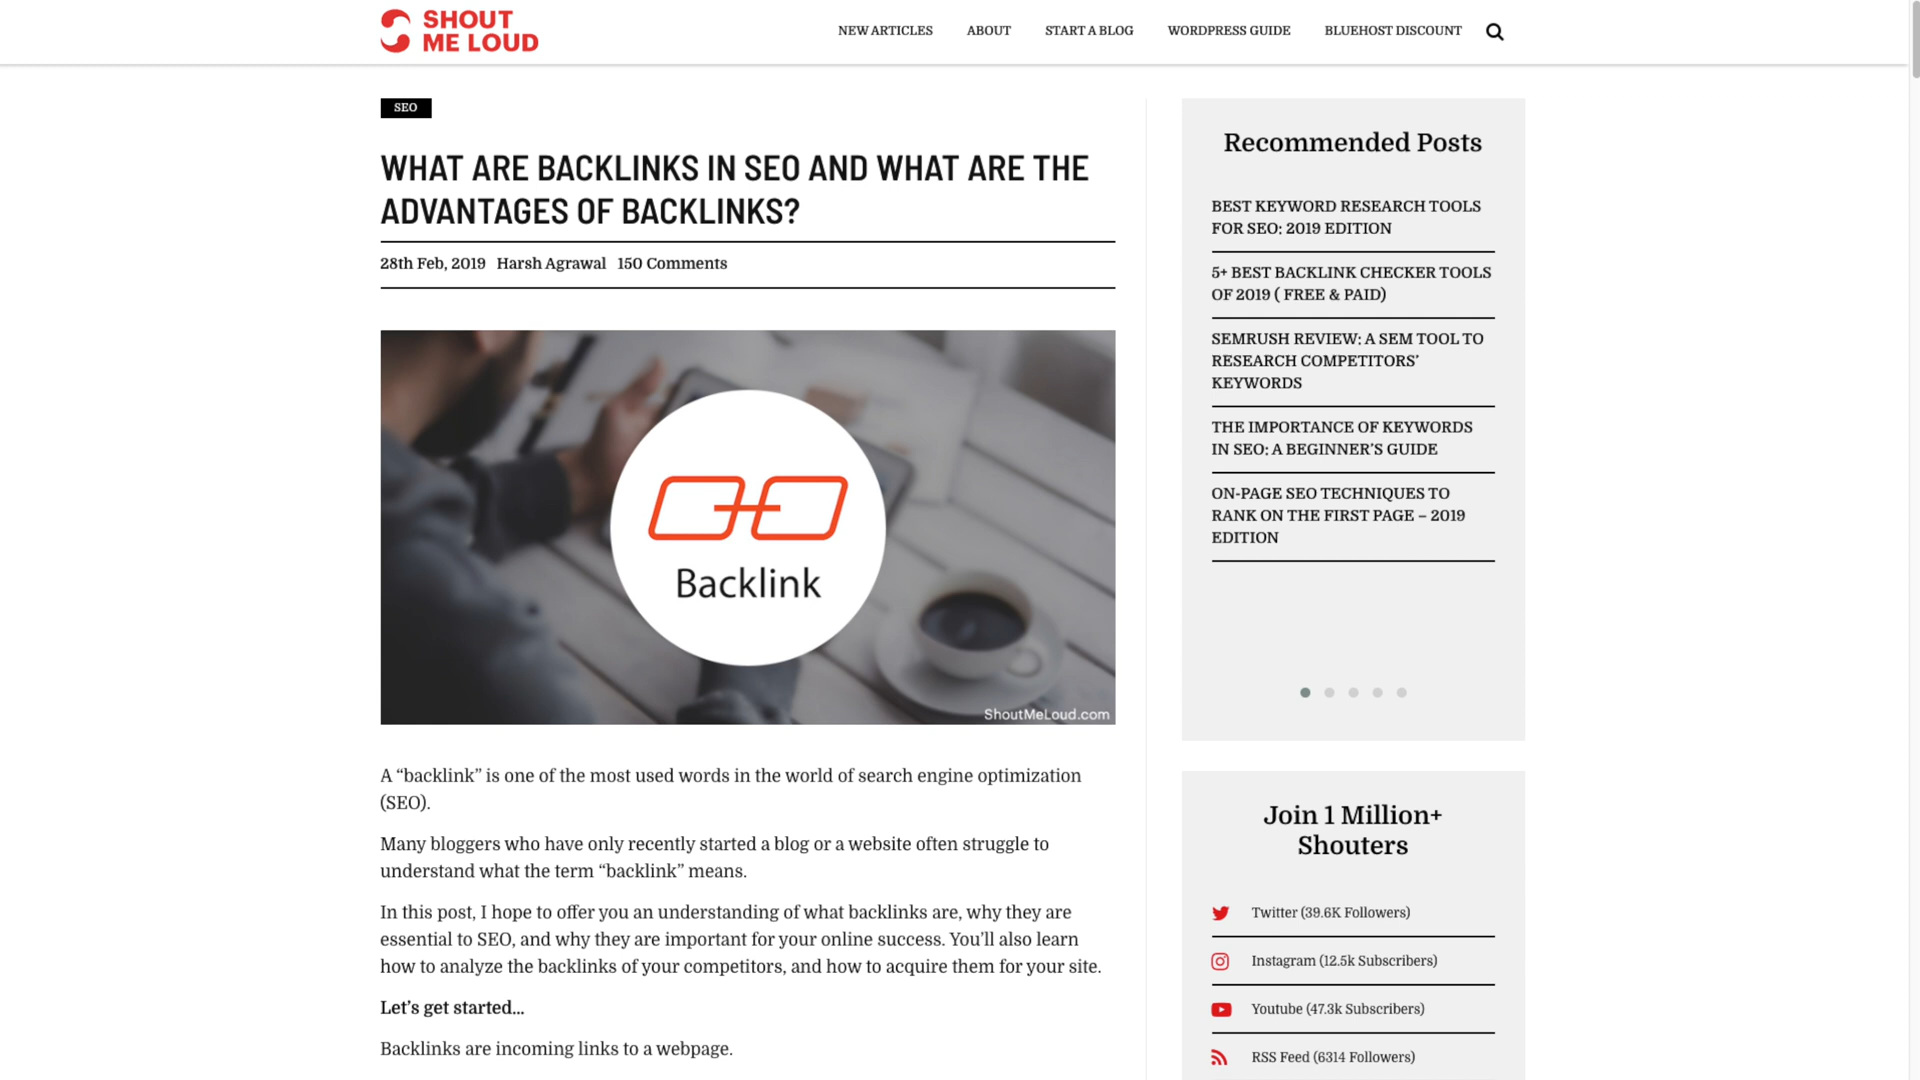 SHOUT
ME LOUD
NEW ARTICLES
ABOUT
START A BLOG
WORDPRESS GUIDE
BLUEHOST DISCOUNT
SEO
WHAT ARE BACKLINKS IN SEO AND WHAT ARE THE
ADVANTAGES OF BACKLINKS?
28th Feb, 2019 Harsh Agrawal 150 Comments
Backlink
ShoutMeLoud.com
A “backlink” is one of the most used words in the world of search engine optimization
(SEO).
Many bloggers who have only recently started a blog or a website often struggle to
understand what the term “backlink” means.
In this post, I hope to offer you an understanding of what backlinks are, why they are
essential to SEO, and why they are important for your online success. You’ll also learn
how to analyze the backlinks of your competitors, and how to acquire them for your site.
Let’s get started…
Backlinks are incoming links to a webpage.
Recommended Posts
BEST KEYWORD RESEARCH TOOLS
FOR SEO: 2019 EDITION
5+ BEST BACKLINK CHECKER TOOLS
OF 2019 ( FREE & PAID)
SEMRUSH REVIEW: A SEM TOOL TO
RESEARCH COMPETITORS’
KEYWORDS
THE IMPORTANCE OF KEYWORDS
IN SEO: A BEGINNER’S GUIDE
ON-PAGE SEO TECHNIQUES TO
RANK ON THE FIRST PAGE – 2019
EDITION
Join 1 Million+
Shouters
Twitter (39.6K Followers)
Instagram (12.5k Subscribers)
Youtube (47.3k Subscribers)
RSS Feed (6314 Followers)